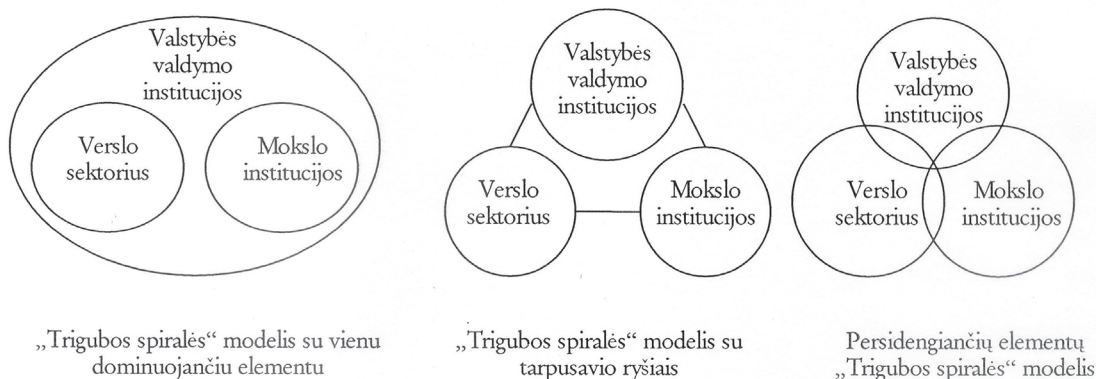 Valstybės
valdymo
institucijos
Verslo
sektorius
Mokslo
institucijos
„Trigubos spiralės“ modelis su vienu
dominuojančiu elementu
Valstybės
valdymo
institucijos
Verslo
sektorius
Mokslo
institucijos
„Trigubos spiralės“ modelis su
tarpusavio ryšiais
Valstybės
valdymo
institucijos
Verslo
sektorius
Mokslo
institucijos
Persidengiančių elementų
„Trigubos spiralės“ modelis